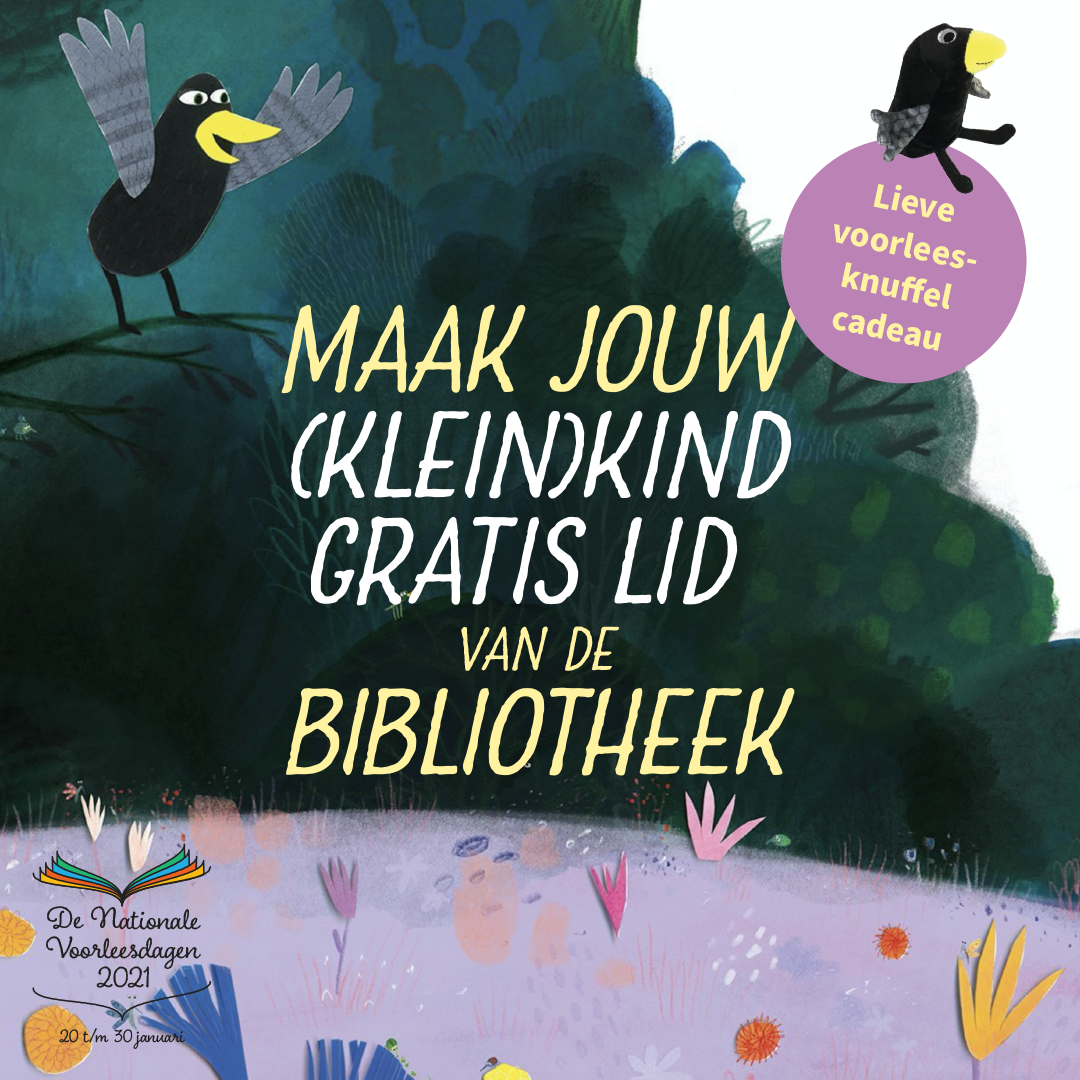 Lieve
voorlees-
knuffel
cadeau
MAAK JOUW
(KLEIN)KIND
GRATIS LID
VAN DE
BIBLIOTHEEK
De Nationale
Voorleesdagen
2021
20 t/m 30 januari